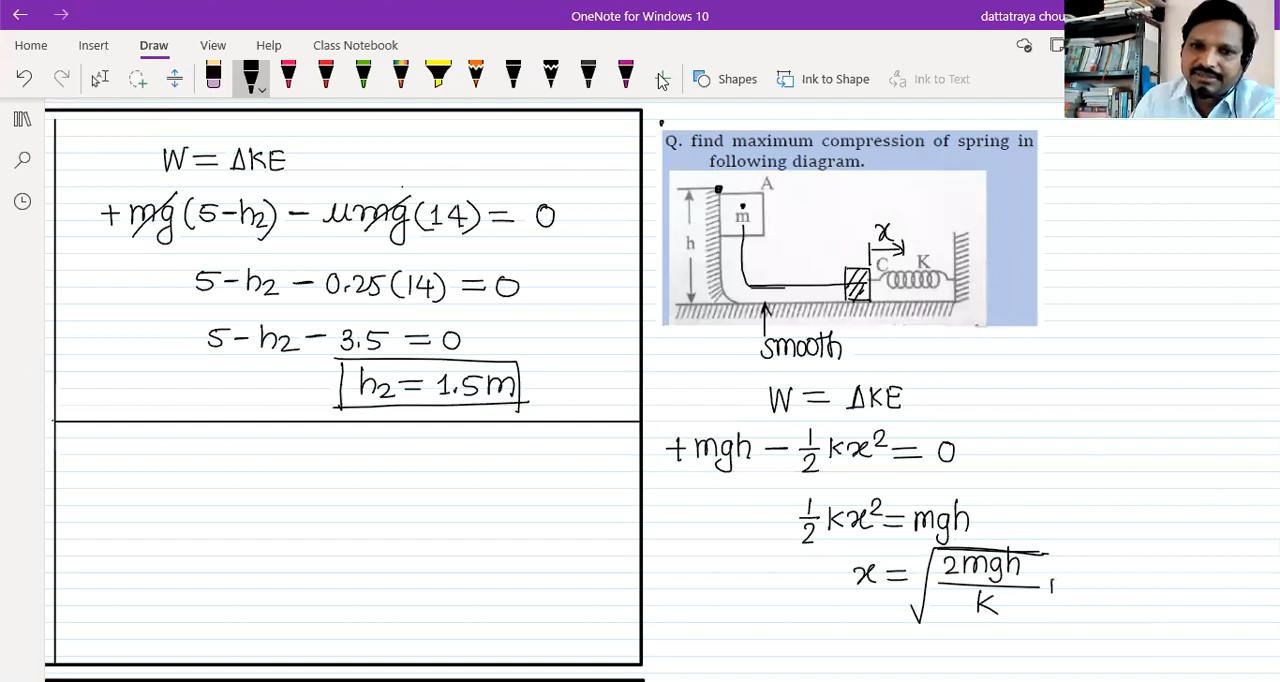 OneNote for Windows 10
dattatraya chou
Home Insert Draw View Help Class Notebook
Shapes Ink to Shape Ink to Text
W = ΔKE
+mg(5-h₂) - μmg(14) = 0
5-h₂ - 0.25(14) = 0
5-h₂ - 3.5 = 0
h₂ = 1.5m
Q. find maximum compression of spring in
following diagram.
A
m
h
x
C K
smooth
W = ΔKE
+mgh - 1/2 kx² = 0
1/2 kx² = mgh
x = √(2mgh/K)